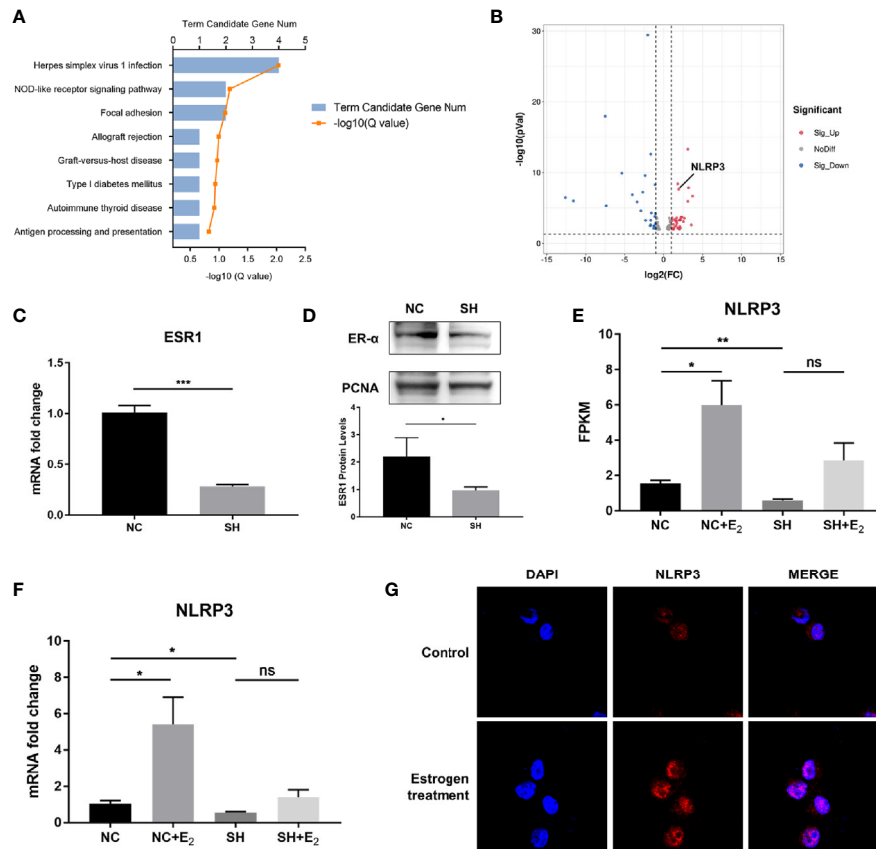 A
Term Candidate Gene Num
0 1 2 3 4 5
Herpes simplex virus 1 infection
NOD-like receptor signaling pathway
Focal adhesion
Allograft rejection
Graft-versus-host disease
Type I diabetes mellitus
Autoimmune thyroid disease
Antigen processing and presentation
0.5 1.0 1.5 2.0 2.5
-log10 (Q value)
Term Candidate Gene Num
-log10(Q value)
B
30
20
10
0
-log10(pVal)
NLRP3
-15 -10 -5 0 5 10 15
log2(FC)
Significant
Sig_Up
NoDiff
Sig_Down
C
ESR1
mRNA fold change
1.5
1.0
0.5
0.0
***
NC SH
D
NC SH
ER-α
PCNA
ESR1 Protein Levels
4
3
2
1
0
*
NC SH
E
NLRP3
FPKM
10
8
6
4
2
0
**
* ns
NC NC+E₂ SH SH+E₂
F
NLRP3
mRNA fold change
10
8
6
4
2
0
*
* ns
NC NC+E₂ SH SH+E₂
G
DAPI NLRP3 MERGE
Control
Estrogen
treatment